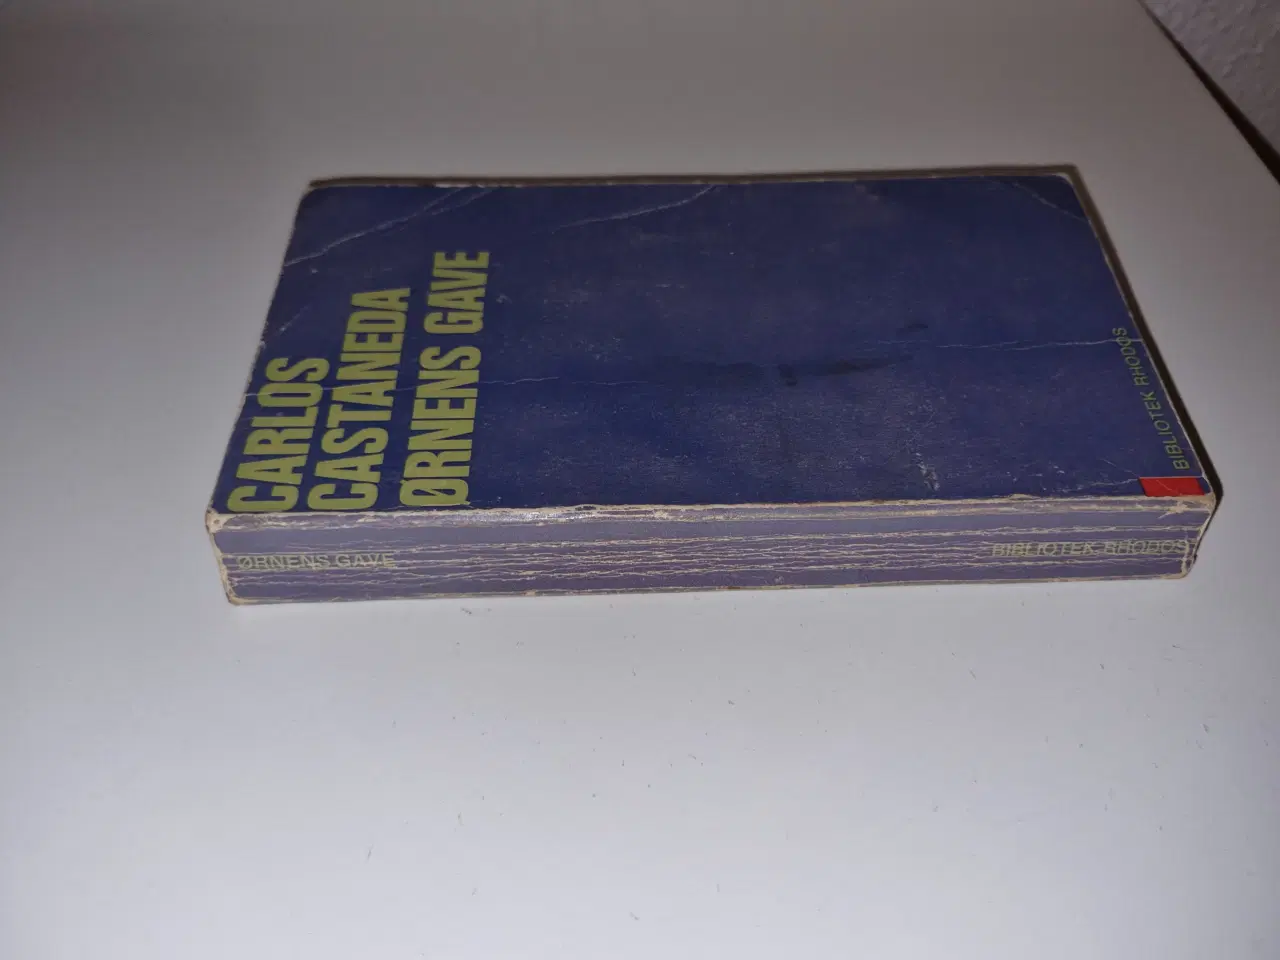 CARLOS
CASTANEDA
ØRNENS GAVE
BIBLIOTEK RHODOS
ØRNENS GAVE
BIBLIOTEK RHODOS